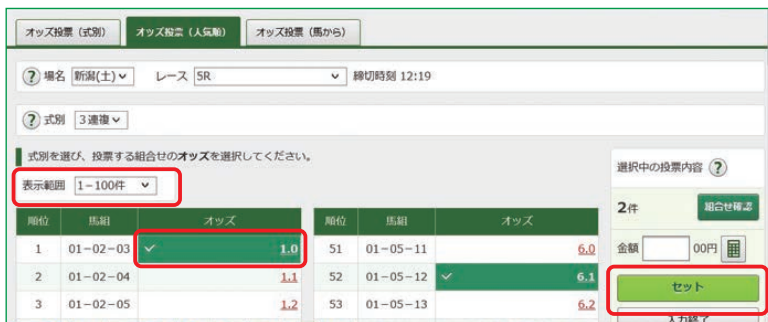 オッズ投票（式別） オッズ投票（人気順） オッズ投票（馬から）
? 場名 新潟(土) レース 5R 締切時刻 12:19
? 式別 3連複
式別を選び、投票する組合せのオッズを選択してください。
表示範囲 1-100件
選択中の投票内容 ?
2件 組合せ確認
金額 00円
セット
入力終了
順位 馬組 オッズ 順位 馬組 オッズ
1 01-02-03 1.0 51 01-05-11 6.0
2 01-02-04 1.1 52 01-05-12 6.1
3 01-02-05 1.2 53 01-05-13 6.2